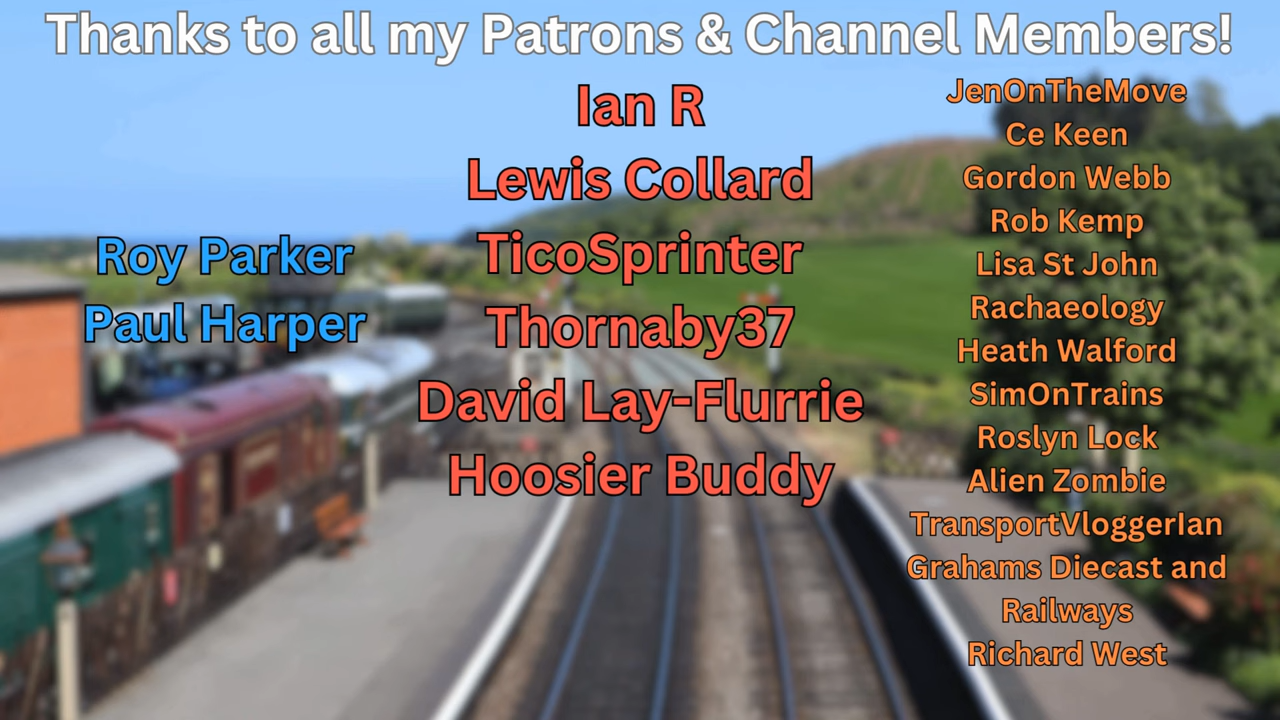 Thanks to all my Patrons & Channel Members!
Roy Parker
Paul Harper
Ian R
Lewis Collard
TicoSprinter
Thornaby37
David Lay-Flurrie
Hoosier Buddy
JenOnTheMove
Ce Keen
Gordon Webb
Rob Kemp
Lisa St John
Rachaeology
Heath Walford
SimOnTrains
Roslyn Lock
Alien Zombie
TransportVloggerIan
Grahams Diecast and
Railways
Richard West